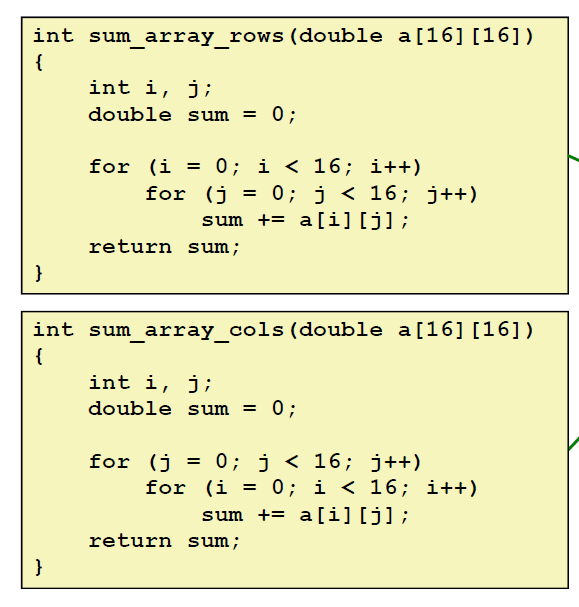 int sum_array_rows(double a[16][16])
{
    int i, j;
    double sum = 0;

    for (i = 0; i < 16; i++)
        for (j = 0; j < 16; j++)
            sum += a[i][j];
    return sum;
}
int sum_array_cols(double a[16][16])
{
    int i, j;
    double sum = 0;

    for (j = 0; j < 16; j++)
        for (i = 0; i < 16; i++)
            sum += a[i][j];
    return sum;
}